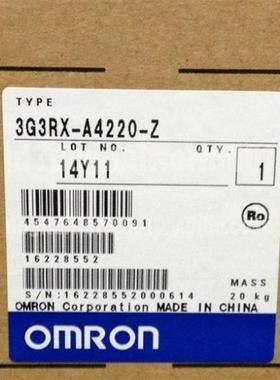 TYPE
3G3RX-A4220-Z
LOT NO. QTY.
14Y11 1
4547648570091
Ro
16228552
MASS
S/N:16228552000614 20 kg
OMRON Corporation MADE IN CHINA
OMRON